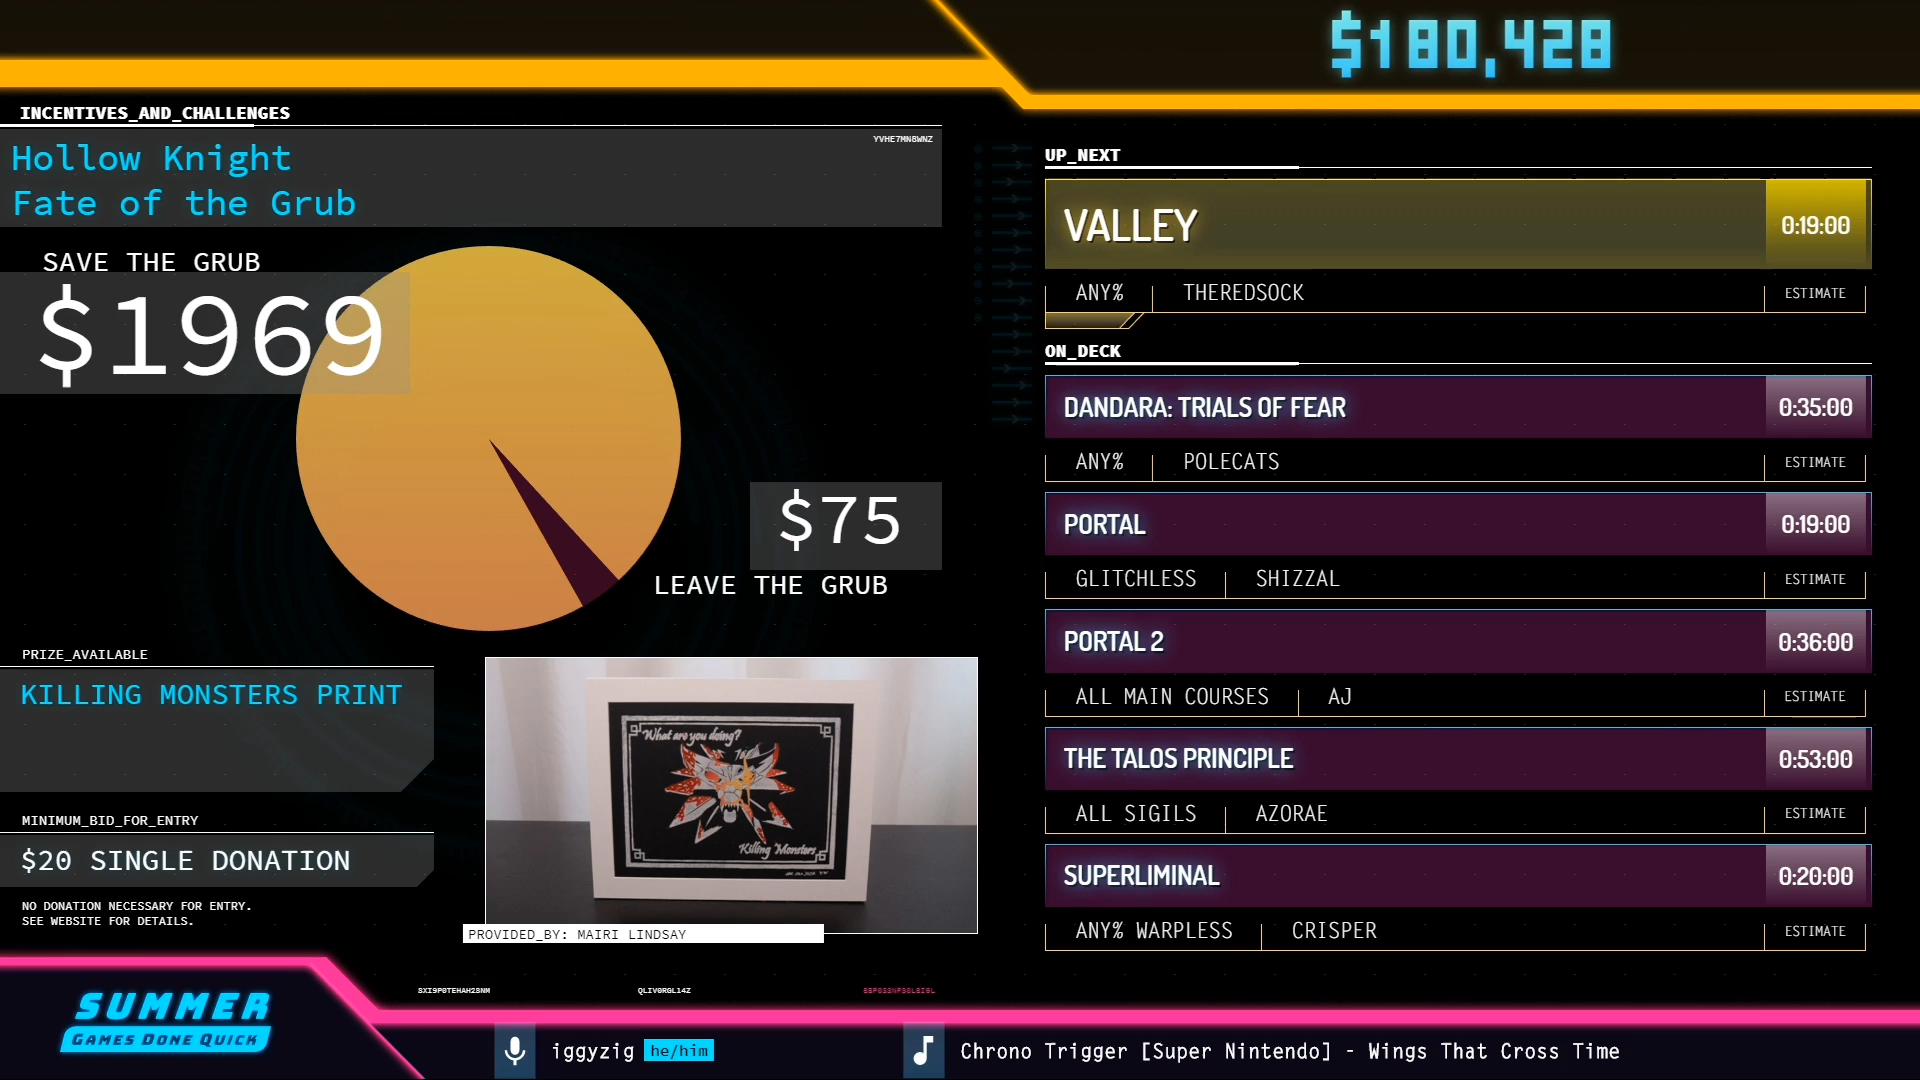 $180,428
INCENTIVES_AND_CHALLENGES
YVHE7MN8WNZ
Hollow Knight
Fate of the Grub
SAVE THE GRUB
$1969
$75
LEAVE THE GRUB
PRIZE_AVAILABLE
KILLING MONSTERS PRINT
MINIMUM_BID_FOR_ENTRY
$20 SINGLE DONATION
NO DONATION NECESSARY FOR ENTRY.
SEE WEBSITE FOR DETAILS.
What are you doing?
Killing Monsters
PROVIDED_BY: MAIRI LINDSAY
UP_NEXT
VALLEY
0:19:00
ANY% THEREDSOCK ESTIMATE
ON_DECK
DANDARA: TRIALS OF FEAR
0:35:00
ANY% POLECATS ESTIMATE
PORTAL
0:19:00
GLITCHLESS SHIZZAL ESTIMATE
PORTAL 2
0:36:00
ALL MAIN COURSES AJ ESTIMATE
THE TALOS PRINCIPLE
0:53:00
ALL SIGILS AZORAE ESTIMATE
SUPERLIMINAL
0:20:00
ANY% WARPLESS CRISPER ESTIMATE
SXI9P0TEHAH2SNM QLIV0RGL14Z
SUMMER
GAMES DONE QUICK
iggyzig he/him
Chrono Trigger [Super Nintendo] - Wings That Cross Time